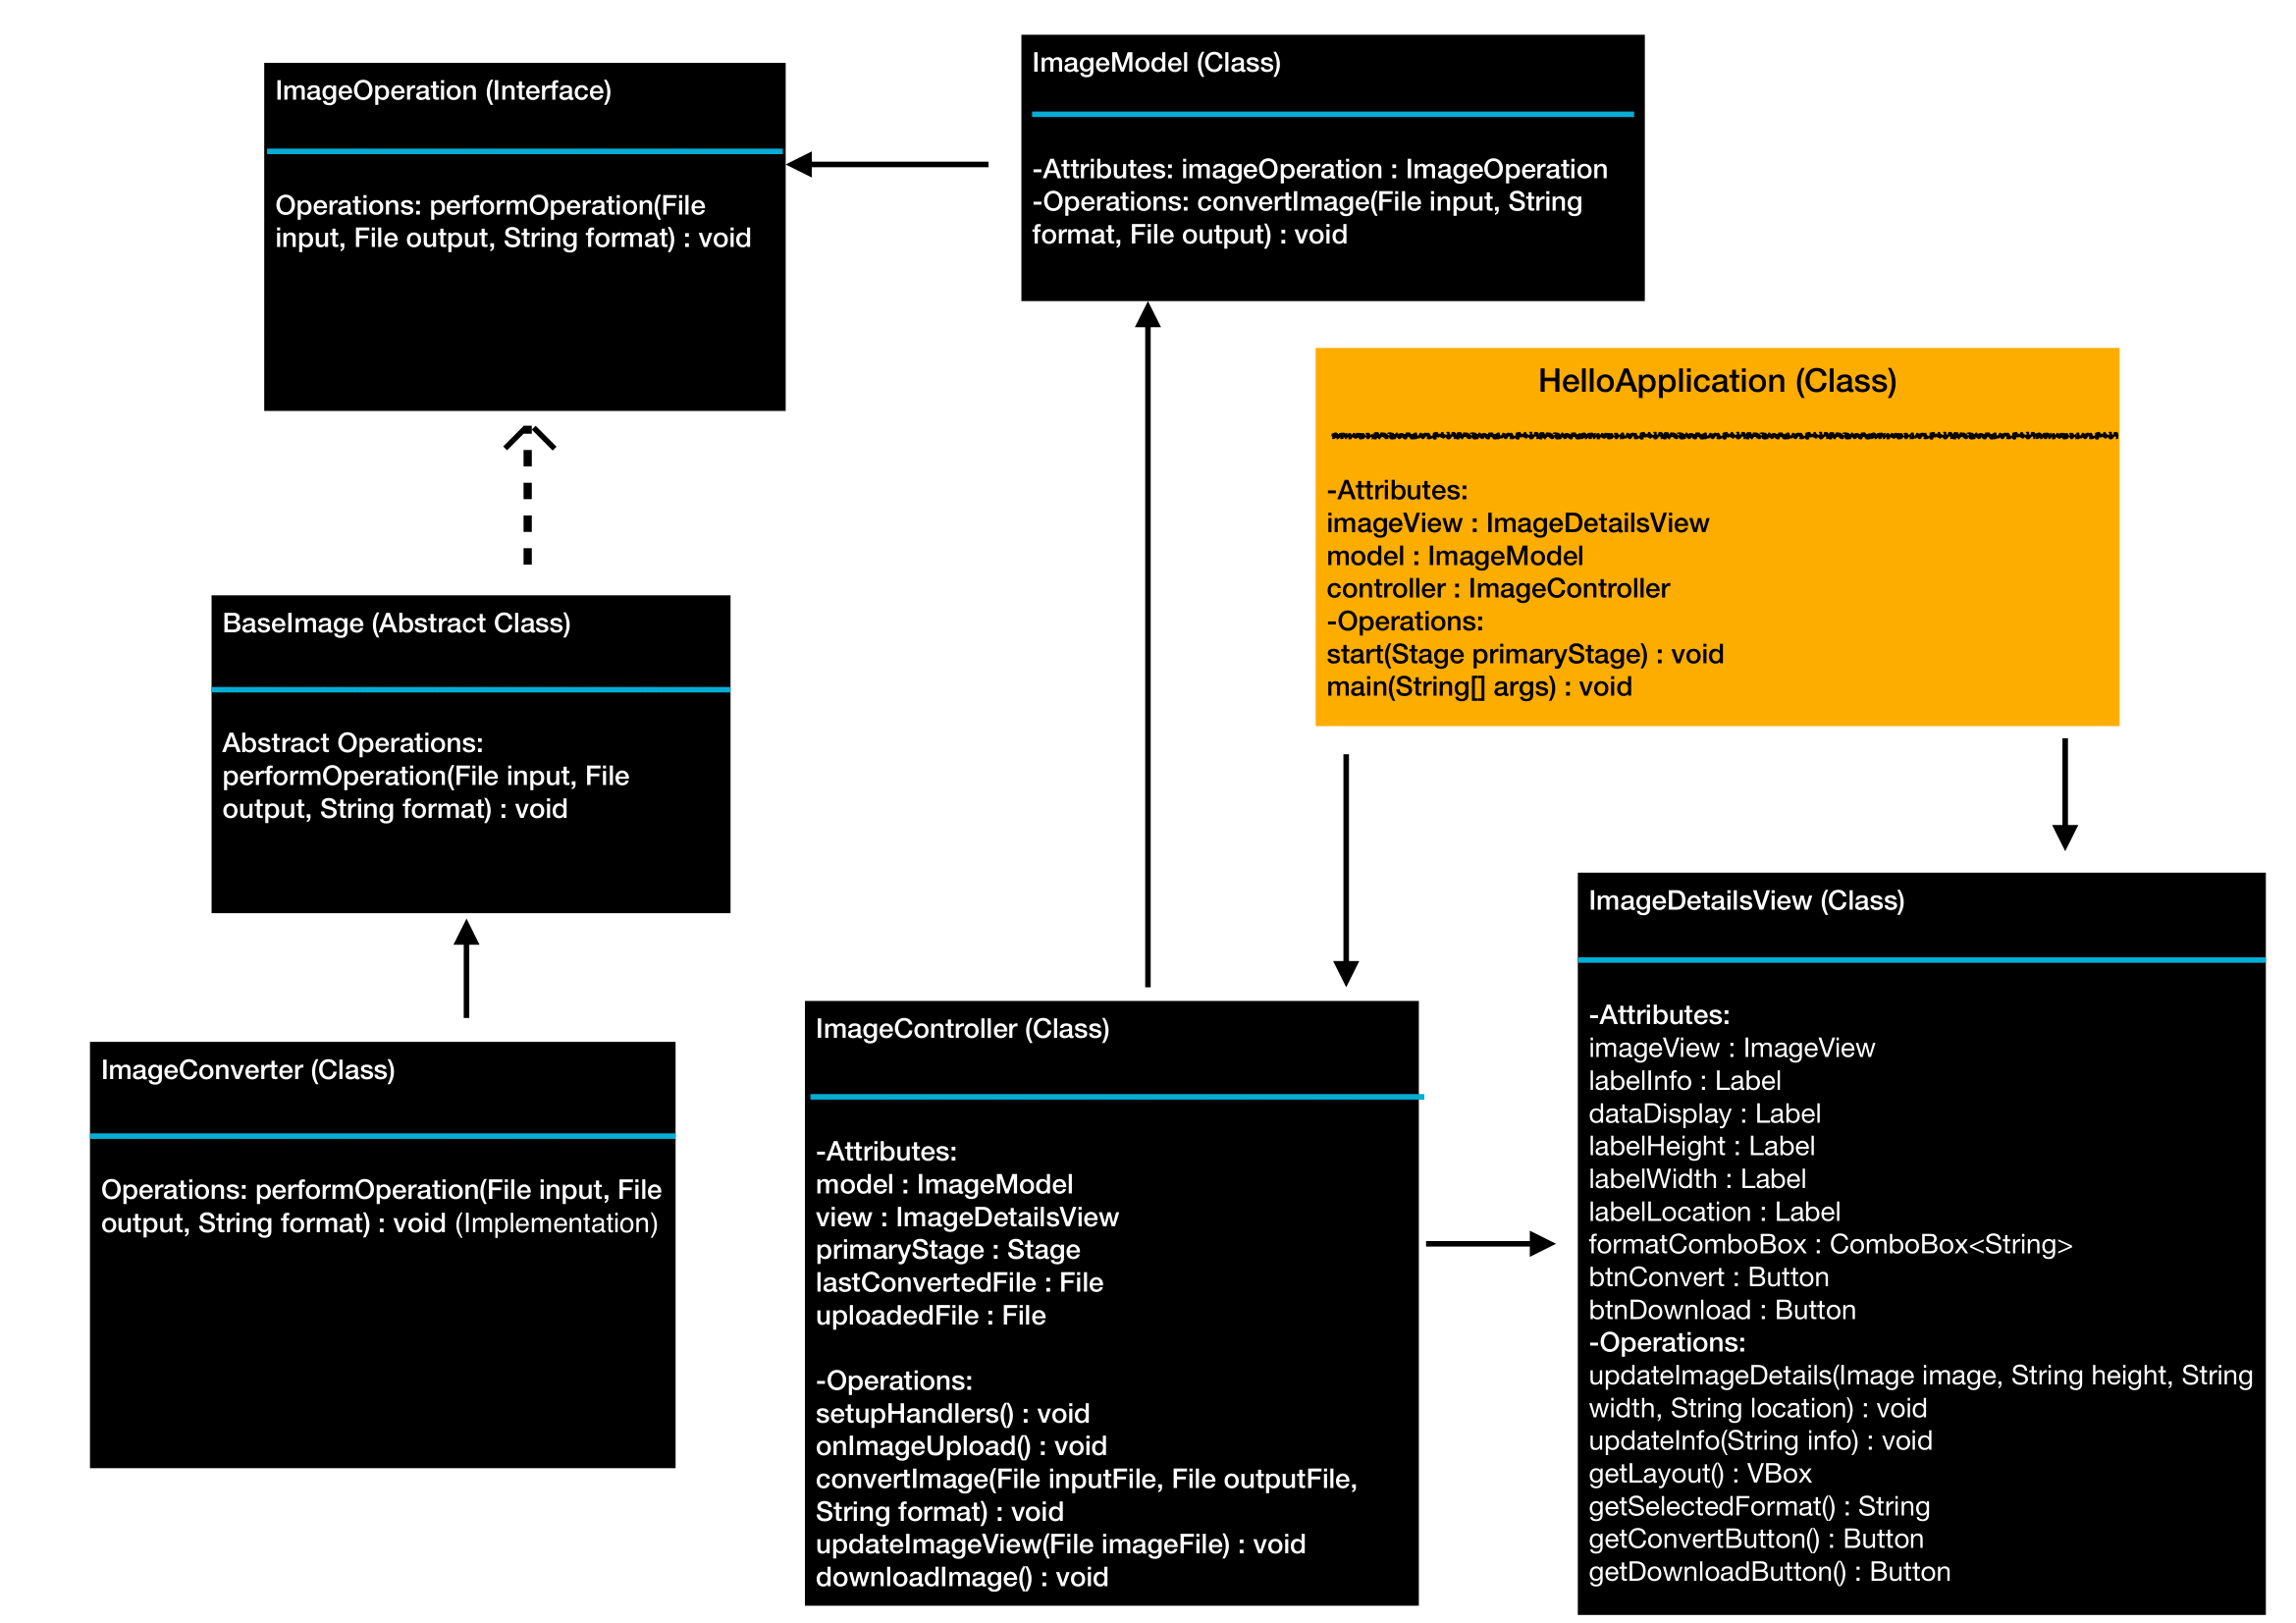 ImageOperation (Interface)
Operations: performOperation(File
input, File output, String format) : void
ImageModel (Class)
-Attributes: imageOperation : ImageOperation
-Operations: convertImage(File input, String
format, File output) : void
HelloApplication (Class)
-Attributes:
imageView : ImageDetailsView
model : ImageModel
controller : ImageController
-Operations:
start(Stage primaryStage) : void
main(String[] args) : void
BaseImage (Abstract Class)
Abstract Operations:
performOperation(File input, File
output, String format) : void
ImageConverter (Class)
Operations: performOperation(File input, File
output, String format) : void (Implementation)
ImageController (Class)
-Attributes:
model : ImageModel
view : ImageDetailsView
primaryStage : Stage
lastConvertedFile : File
uploadedFile : File
-Operations:
setupHandlers() : void
onImageUpload() : void
convertImage(File inputFile, File outputFile,
String format) : void
updateImageView(File imageFile) : void
downloadImage() : void
ImageDetailsView (Class)
-Attributes:
imageView : ImageView
labelInfo : Label
dataDisplay : Label
labelHeight : Label
labelWidth : Label
labelLocation : Label
formatComboBox : ComboBox<String>
btnConvert : Button
btnDownload : Button
-Operations:
updateImageDetails(Image image, String height, String
width, String location) : void
updateInfo(String info) : void
getLayout() : VBox
getSelectedFormat() : String
getConvertButton() : Button
getDownloadButton() : Button